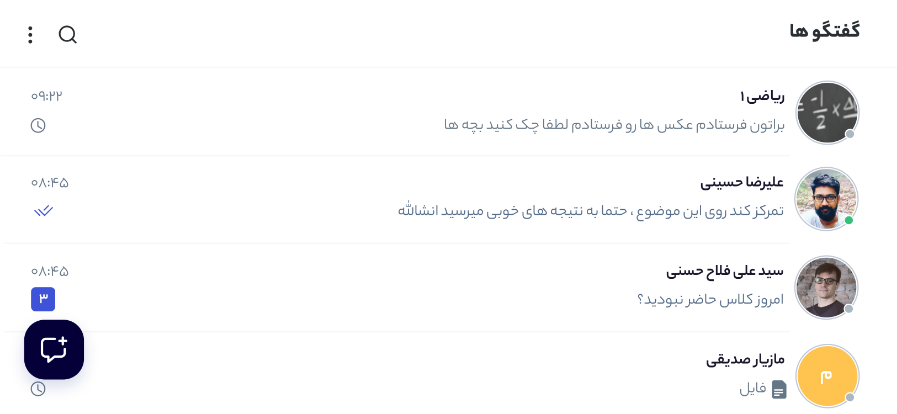 گفتگو ها
ریاضی ۱
۰۹:۲۲
براتون فرستادم عکس ها رو فرستادم لطفا چک کنید بچه ها
علیرضا حسینی
۰۸:۴۵
تمرکز کند روی این موضوع ، حتما به نتیجه های خوبی میرسید انشالله
سید علی فلاح حسنی
۰۸:۴۵
امروز کلاس حاضر نبودید؟
۳
مازیار صدیقی
م
فایل